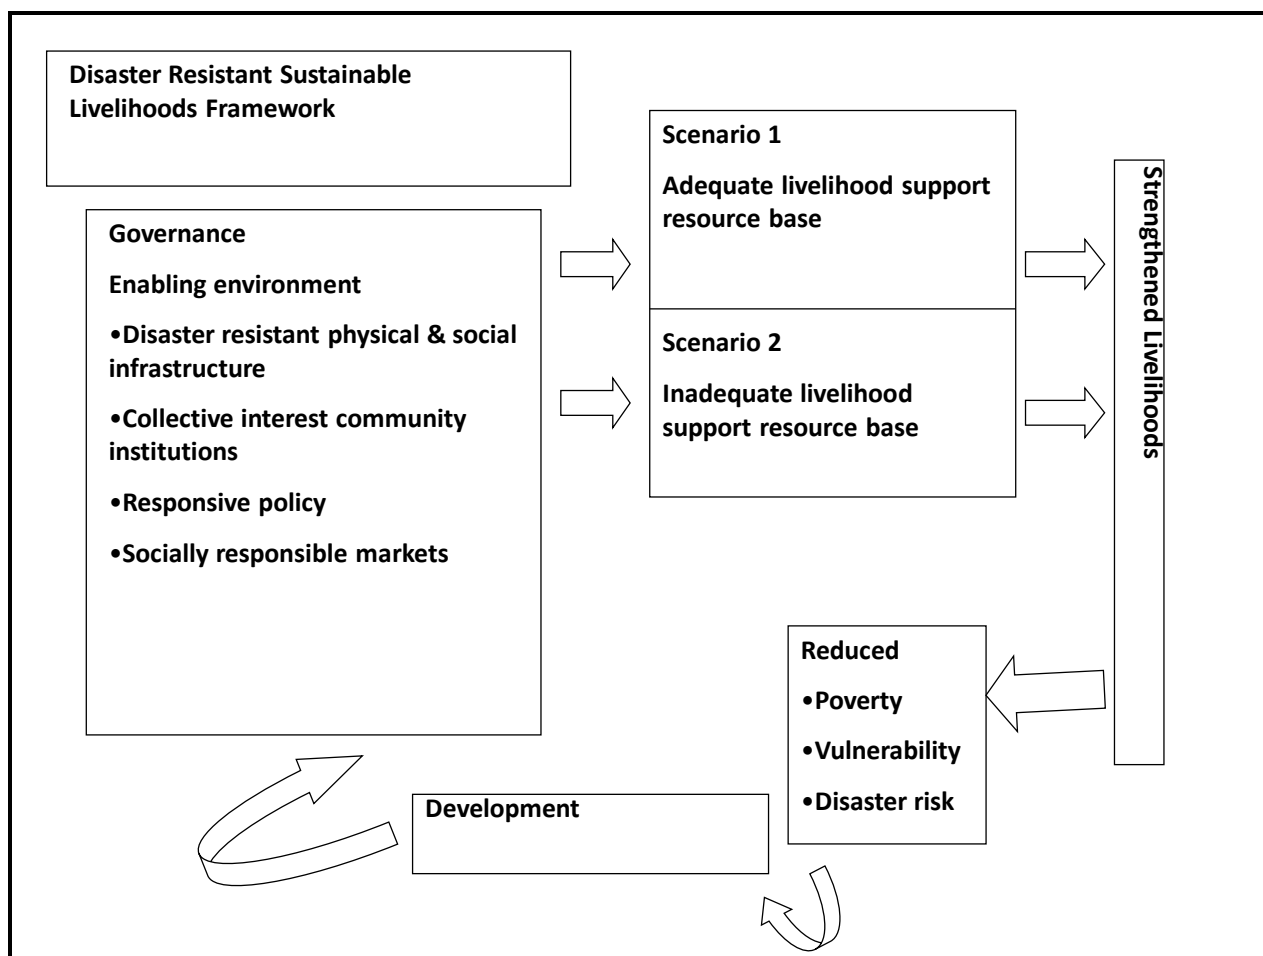 Disaster Resistant Sustainable
Livelihoods Framework
Governance
Enabling environment
•Disaster resistant physical & social
infrastructure
•Collective interest community
institutions
•Responsive policy
•Socially responsible markets
Scenario 1
Adequate livelihood support
resource base
Scenario 2
Inadequate livelihood
support resource base
Strengthened Livelihoods
Reduced
•Poverty
•Vulnerability
•Disaster risk
Development